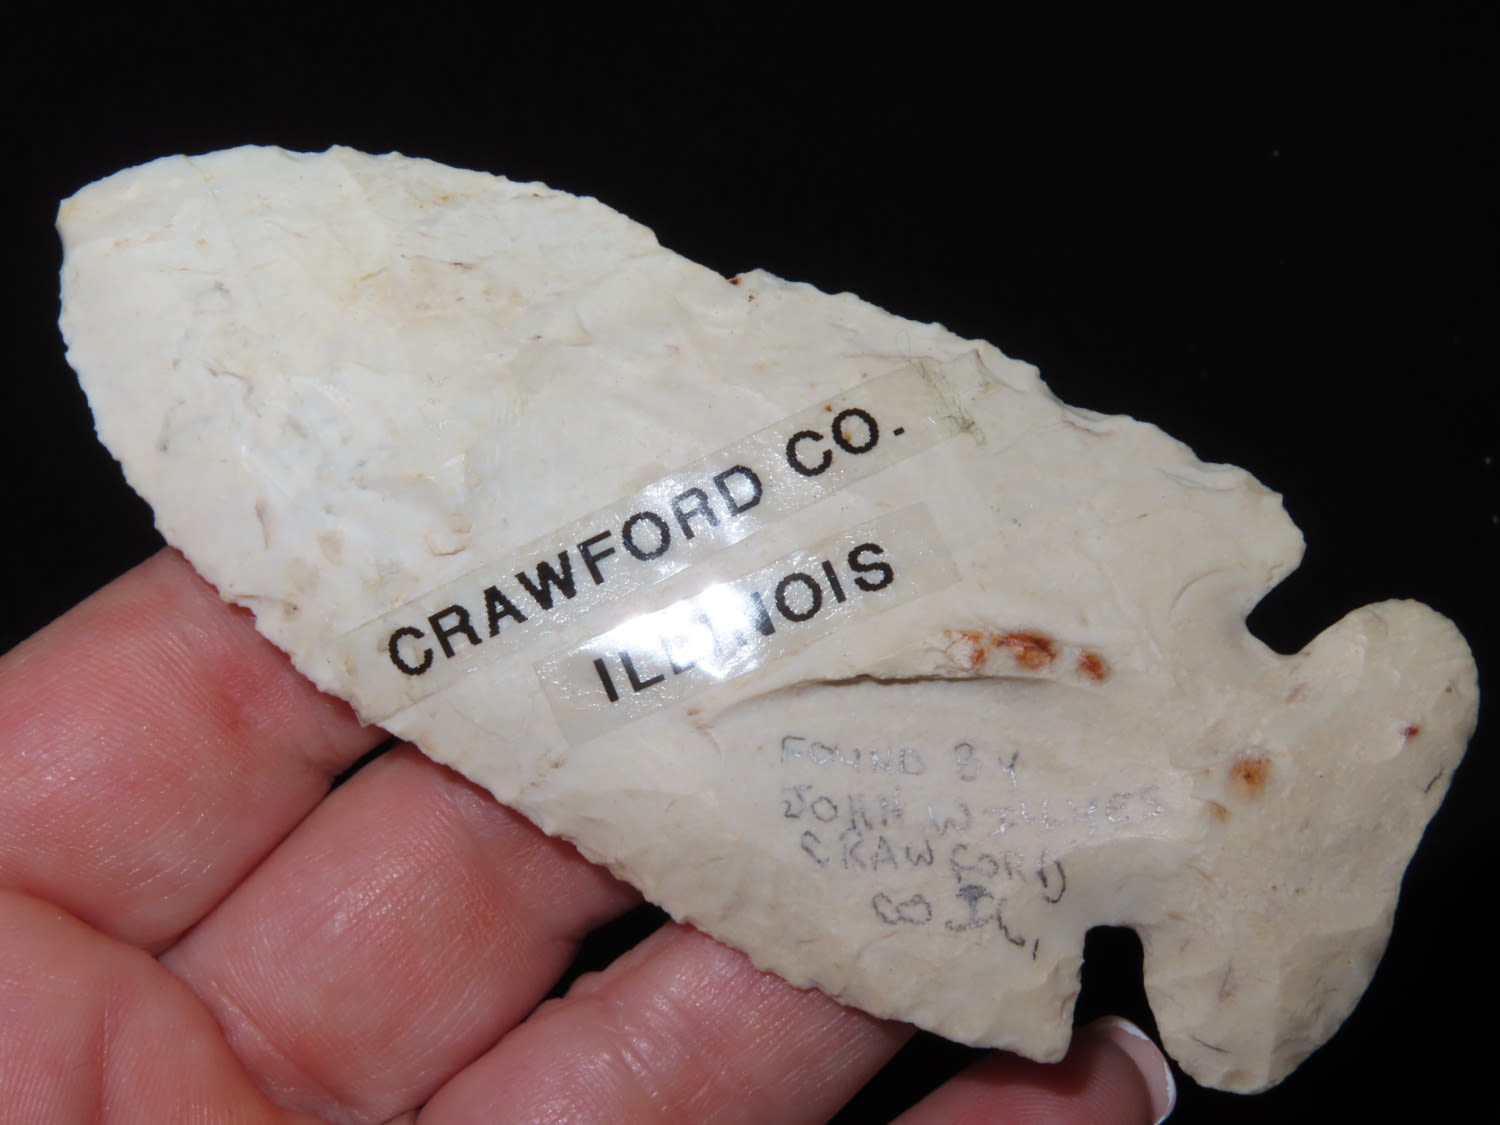 CRAWFORD CO.
ILLINOIS
FOUND BY
JOHN
CRAWFORD
CO IL,